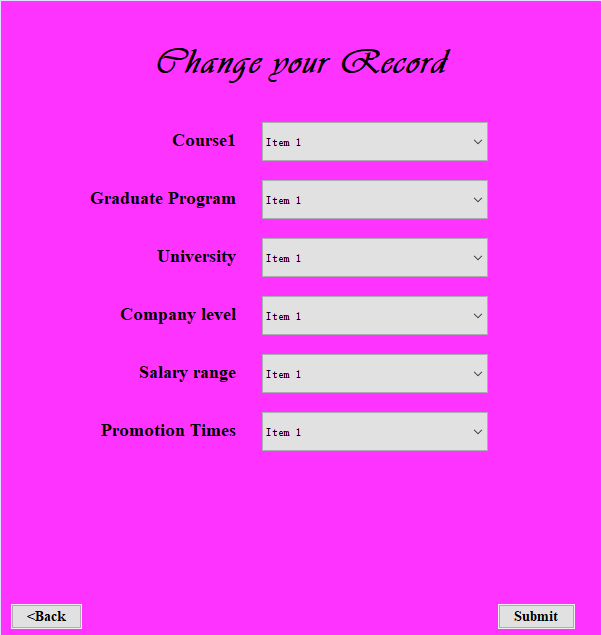 Change your Record
Course1 Item 1
Graduate Program Item 1
University Item 1
Company level Item 1
Salary range Item 1
Promotion Times Item 1
<Back Submit